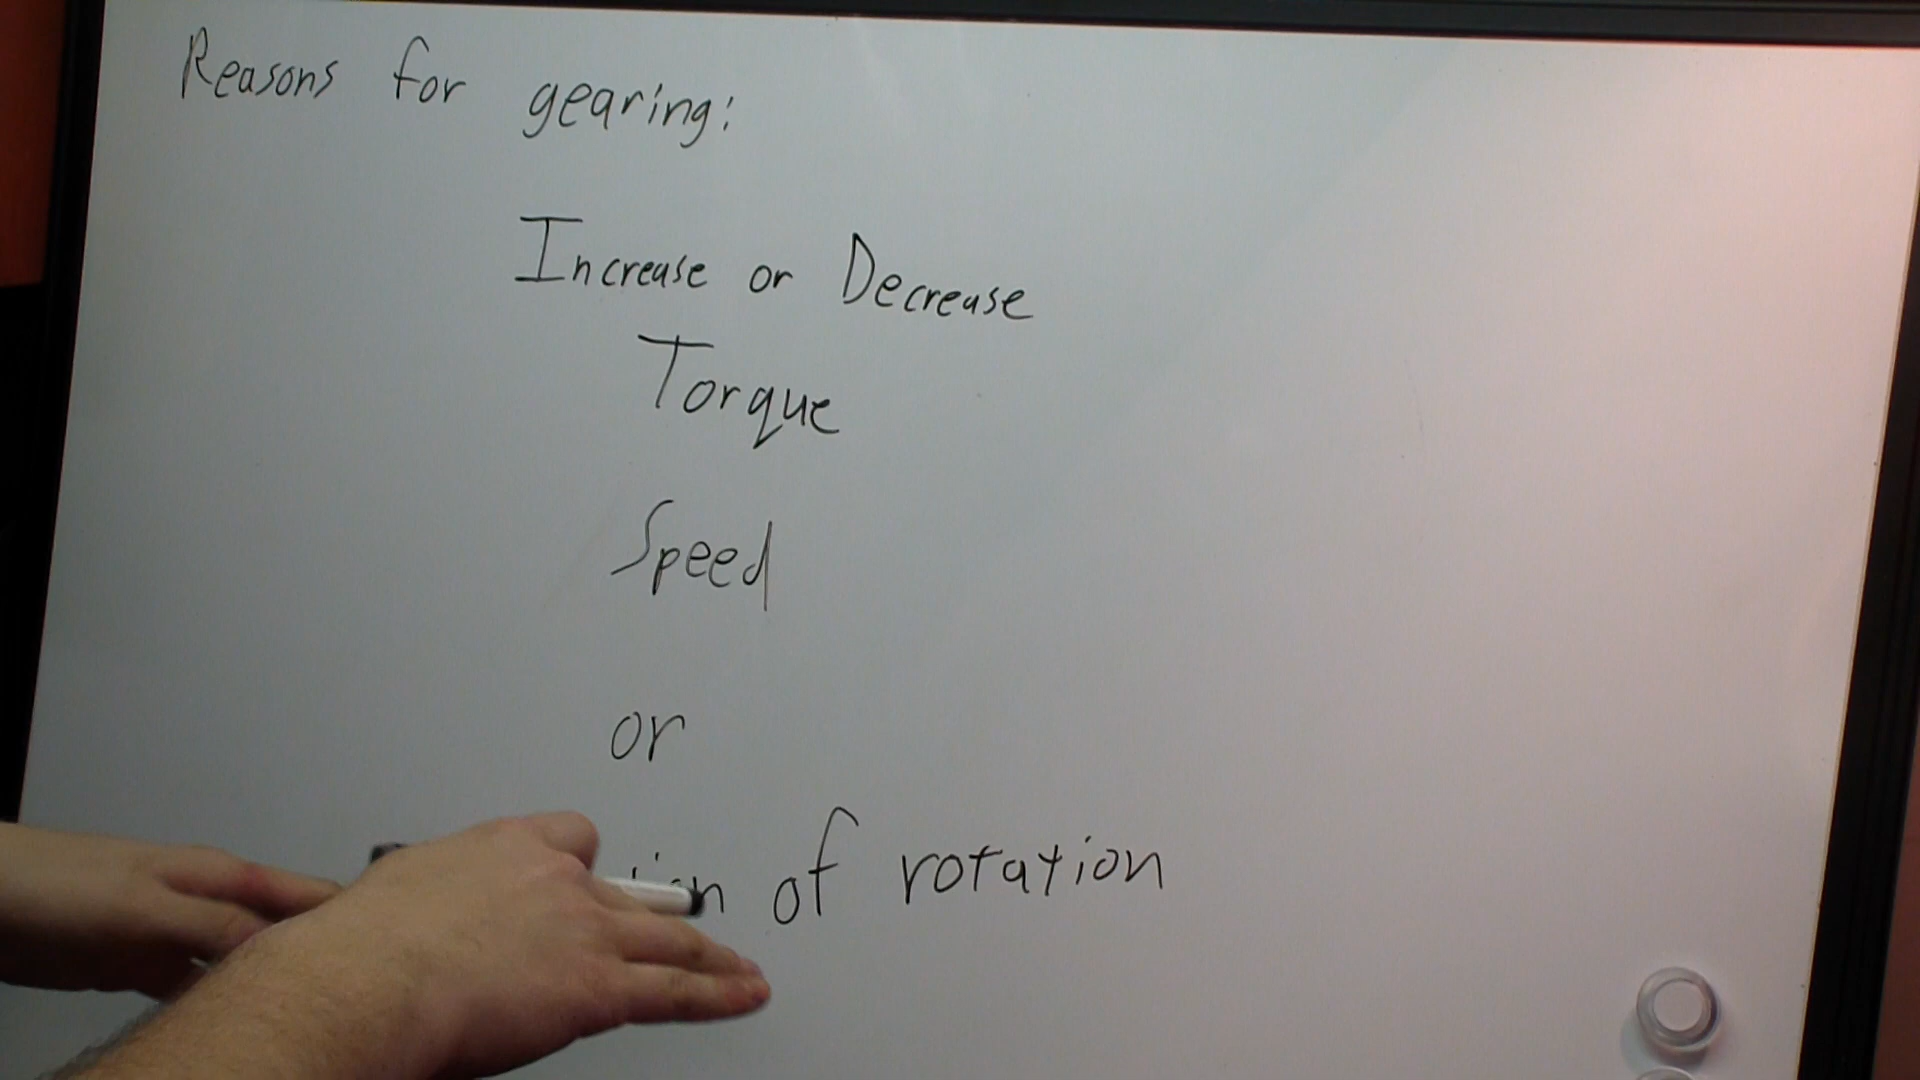 Reasons for gearing:
Increase or Decrease
Torque
Speed
or
of rotation